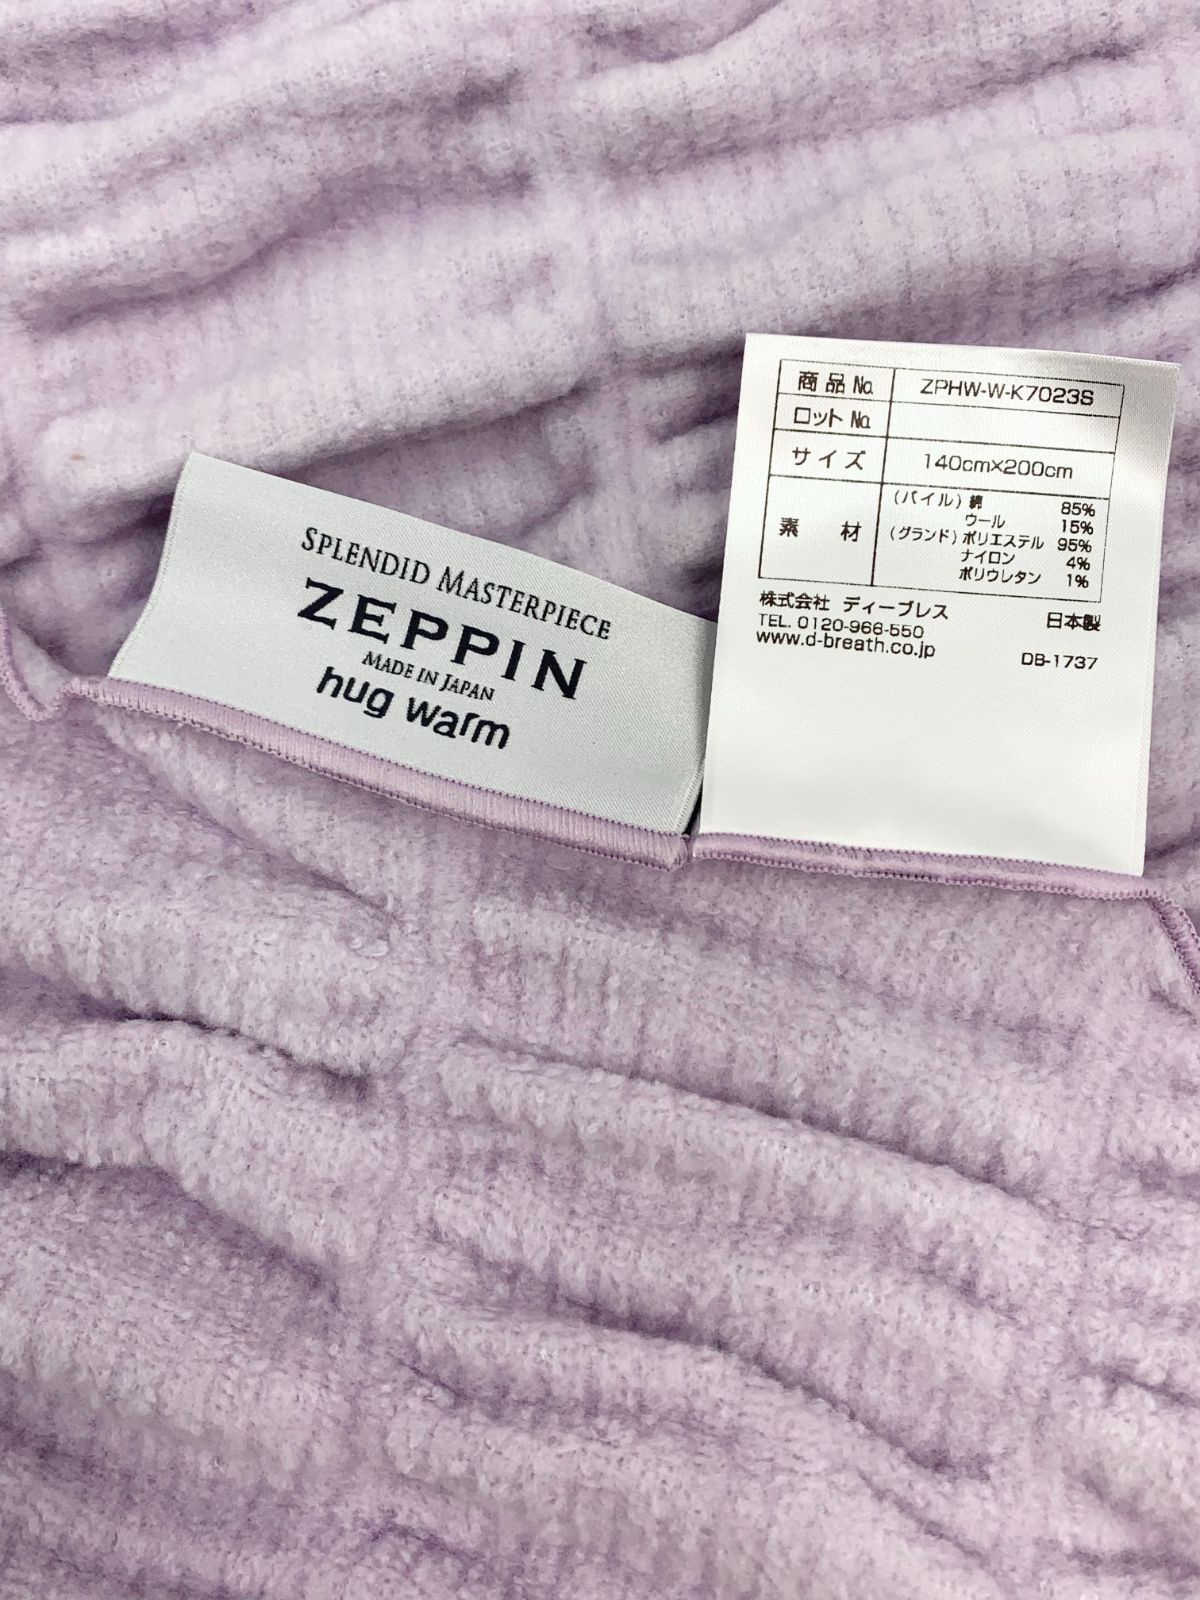 SPLENDID MASTERPIECE
ZEPPIN
MADE IN JAPAN
hug warm
商品No. ZPHW-W-K7023S
ロットNo.
サイズ 140cm×200cm
素材 (パイル) 綿 85%
ウール 15%
(グランド) ポリエステル 95%
ナイロン 4%
ポリウレタン 1%
株式会社 ディーブレス 日本製
TEL. 0120-966-550
www.d-breath.co.jp DB-1737